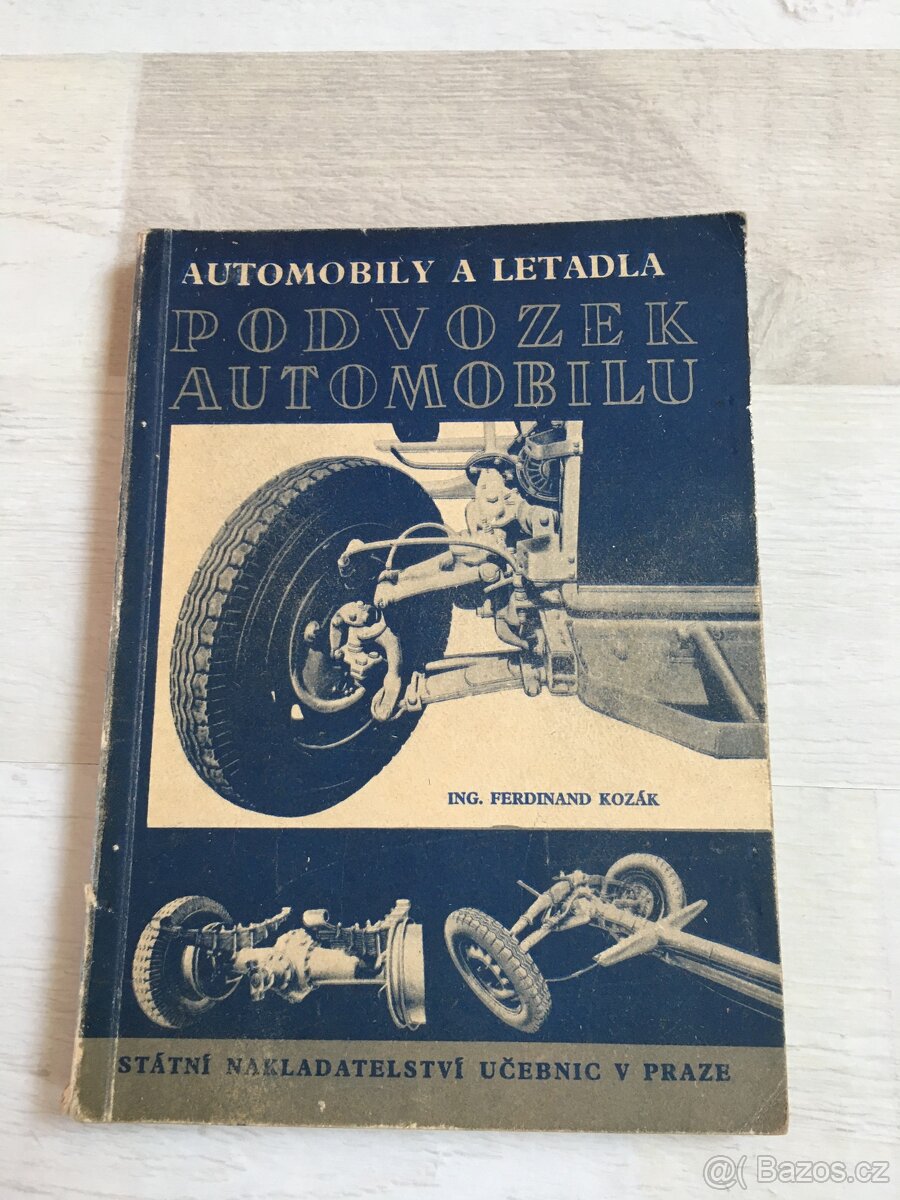 AUTOMOBILY A LETADLA
PODVOZEK
AUTOMOBILU
ING. FERDINAND KOZÁK
STÁTNÍ NAKLADATELSTVÍ UČEBNIC V PRAZE
@( Bazos.cz